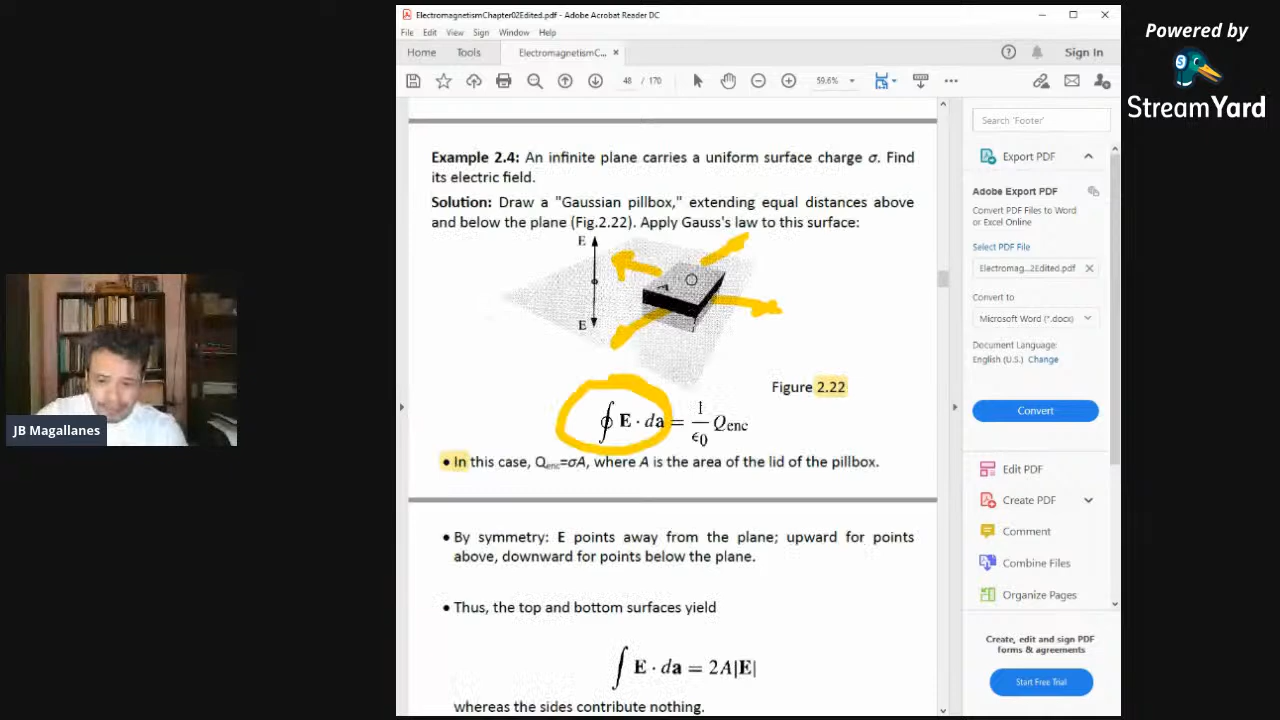 ElectromagnetismChapter02Edited.pdf - Adobe Acrobat Reader DC
File Edit View Sign Window Help
Home Tools ElectromagnetismC... × Sign In
48 / 170 59.6%
Example 2.4: An infinite plane carries a uniform surface charge σ. Find
its electric field.
Solution: Draw a "Gaussian pillbox," extending equal distances above
and below the plane (Fig.2.22). Apply Gauss's law to this surface:
E
A
E
Figure 2.22
∮ E · da = 1/ϵ0 Qenc
• In this case, Qenc=σA, where A is the area of the lid of the pillbox.
• By symmetry: E points away from the plane; upward for points
above, downward for points below the plane.
• Thus, the top and bottom surfaces yield
∫ E · da = 2A|E|
whereas the sides contribute nothing.
Search 'Footer'
Export PDF
Adobe Export PDF
Convert PDF Files to Word
or Excel Online
Select PDF File
Electromag...2Edited.pdf ×
Convert to
Microsoft Word (*.docx)
Document Language:
English (U.S.) Change
Convert
Edit PDF
Create PDF
Comment
Combine Files
Organize Pages
Create, edit and sign PDF
forms & agreements
Start Free Trial
JB Magallanes
Powered by
StreamYard